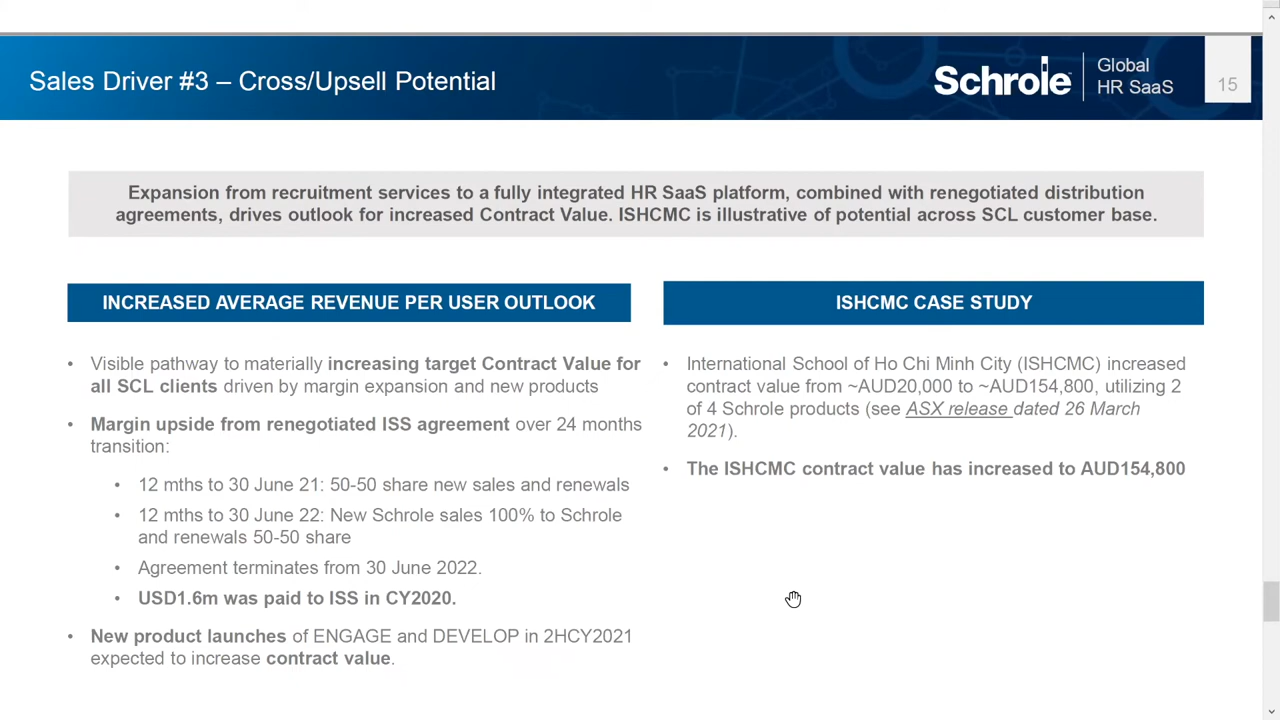 Sales Driver #3 – Cross/Upsell Potential
Schrole
Global
HR SaaS
15
Expansion from recruitment services to a fully integrated HR SaaS platform, combined with renegotiated distribution
agreements, drives outlook for increased Contract Value. ISHCMC is illustrative of potential across SCL customer base.
INCREASED AVERAGE REVENUE PER USER OUTLOOK
• Visible pathway to materially increasing target Contract Value for
all SCL clients driven by margin expansion and new products
• Margin upside from renegotiated ISS agreement over 24 months
transition:
• 12 mths to 30 June 21: 50-50 share new sales and renewals
• 12 mths to 30 June 22: New Schrole sales 100% to Schrole
and renewals 50-50 share
• Agreement terminates from 30 June 2022.
• USD1.6m was paid to ISS in CY2020.
• New product launches of ENGAGE and DEVELOP in 2HCY2021
expected to increase contract value.
ISHCMC CASE STUDY
• International School of Ho Chi Minh City (ISHCMC) increased
contract value from ~AUD20,000 to ~AUD154,800, utilizing 2
of 4 Schrole products (see ASX release dated 26 March
2021).
• The ISHCMC contract value has increased to AUD154,800